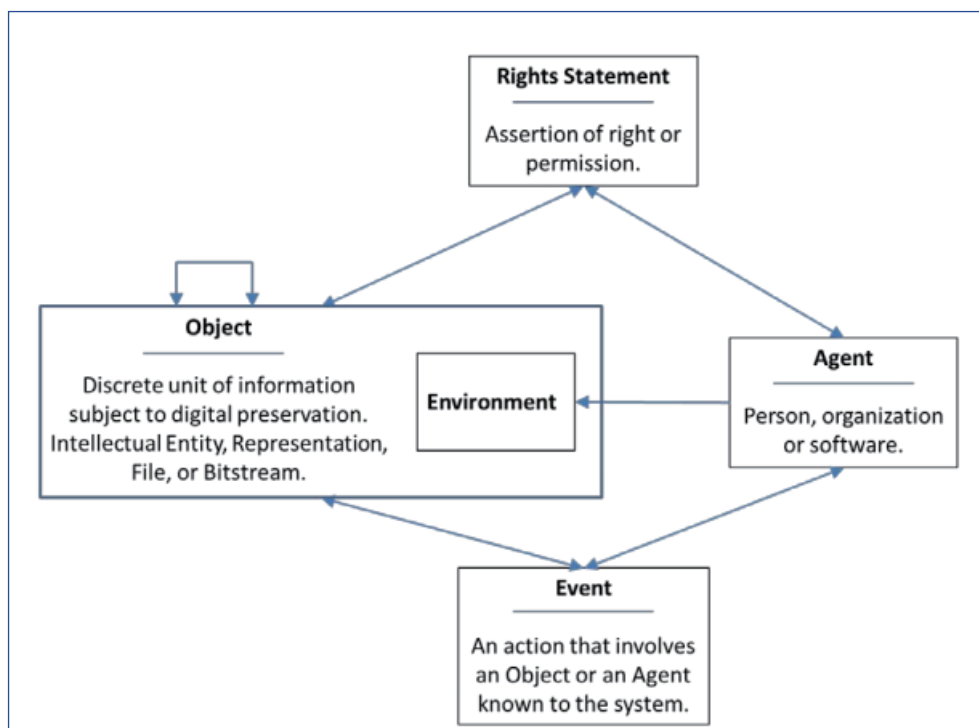 Rights Statement
Assertion of right or
permission.
Object
Discrete unit of information
subject to digital preservation.
Intellectual Entity, Representation,
File, or Bitstream.
Environment
Agent
Person, organization
or software.
Event
An action that involves
an Object or an Agent
known to the system.